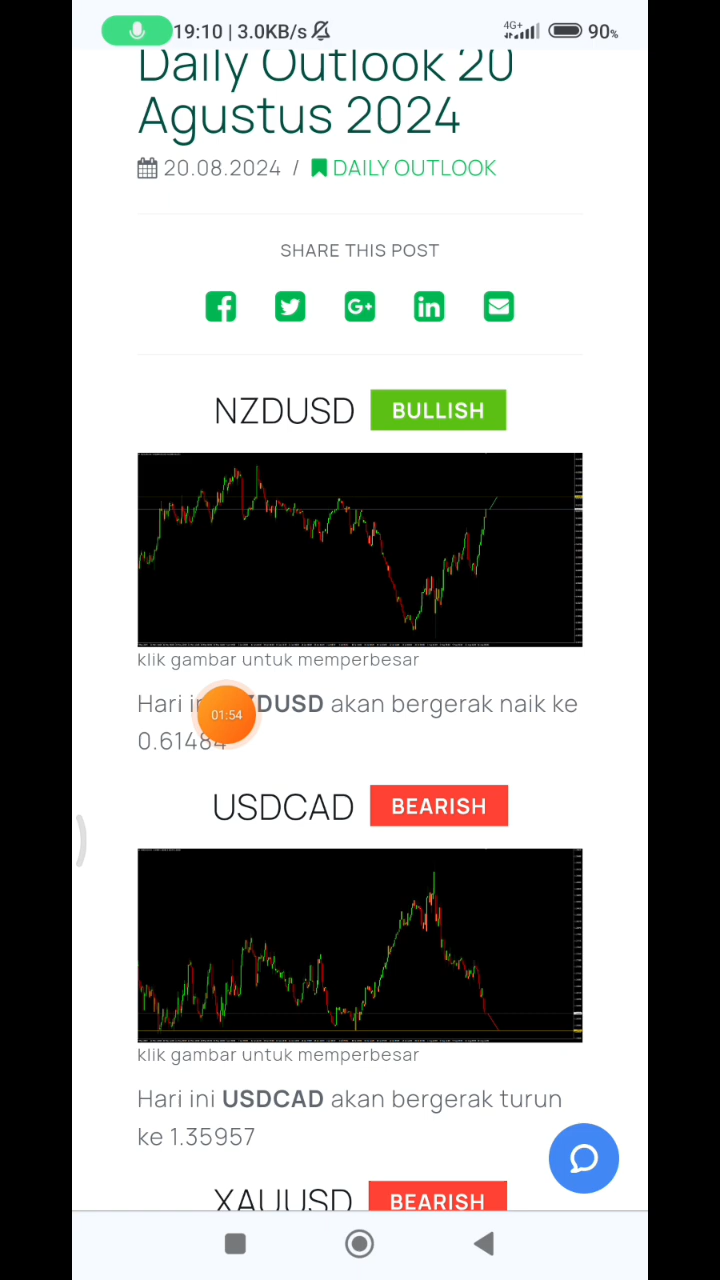 19:10 | 3.0KB/s 4G+ 90%
Daily Outlook 20
Agustus 2024
20.08.2024 / DAILY OUTLOOK
SHARE THIS POST
NZDUSD BULLISH
klik gambar untuk memperbesar
Hari DUSD akan bergerak naik ke
01:54
0.61484
USDCAD BEARISH
klik gambar untuk memperbesar
Hari ini USDCAD akan bergerak turun
ke 1.35957
XAUUSD BEARISH